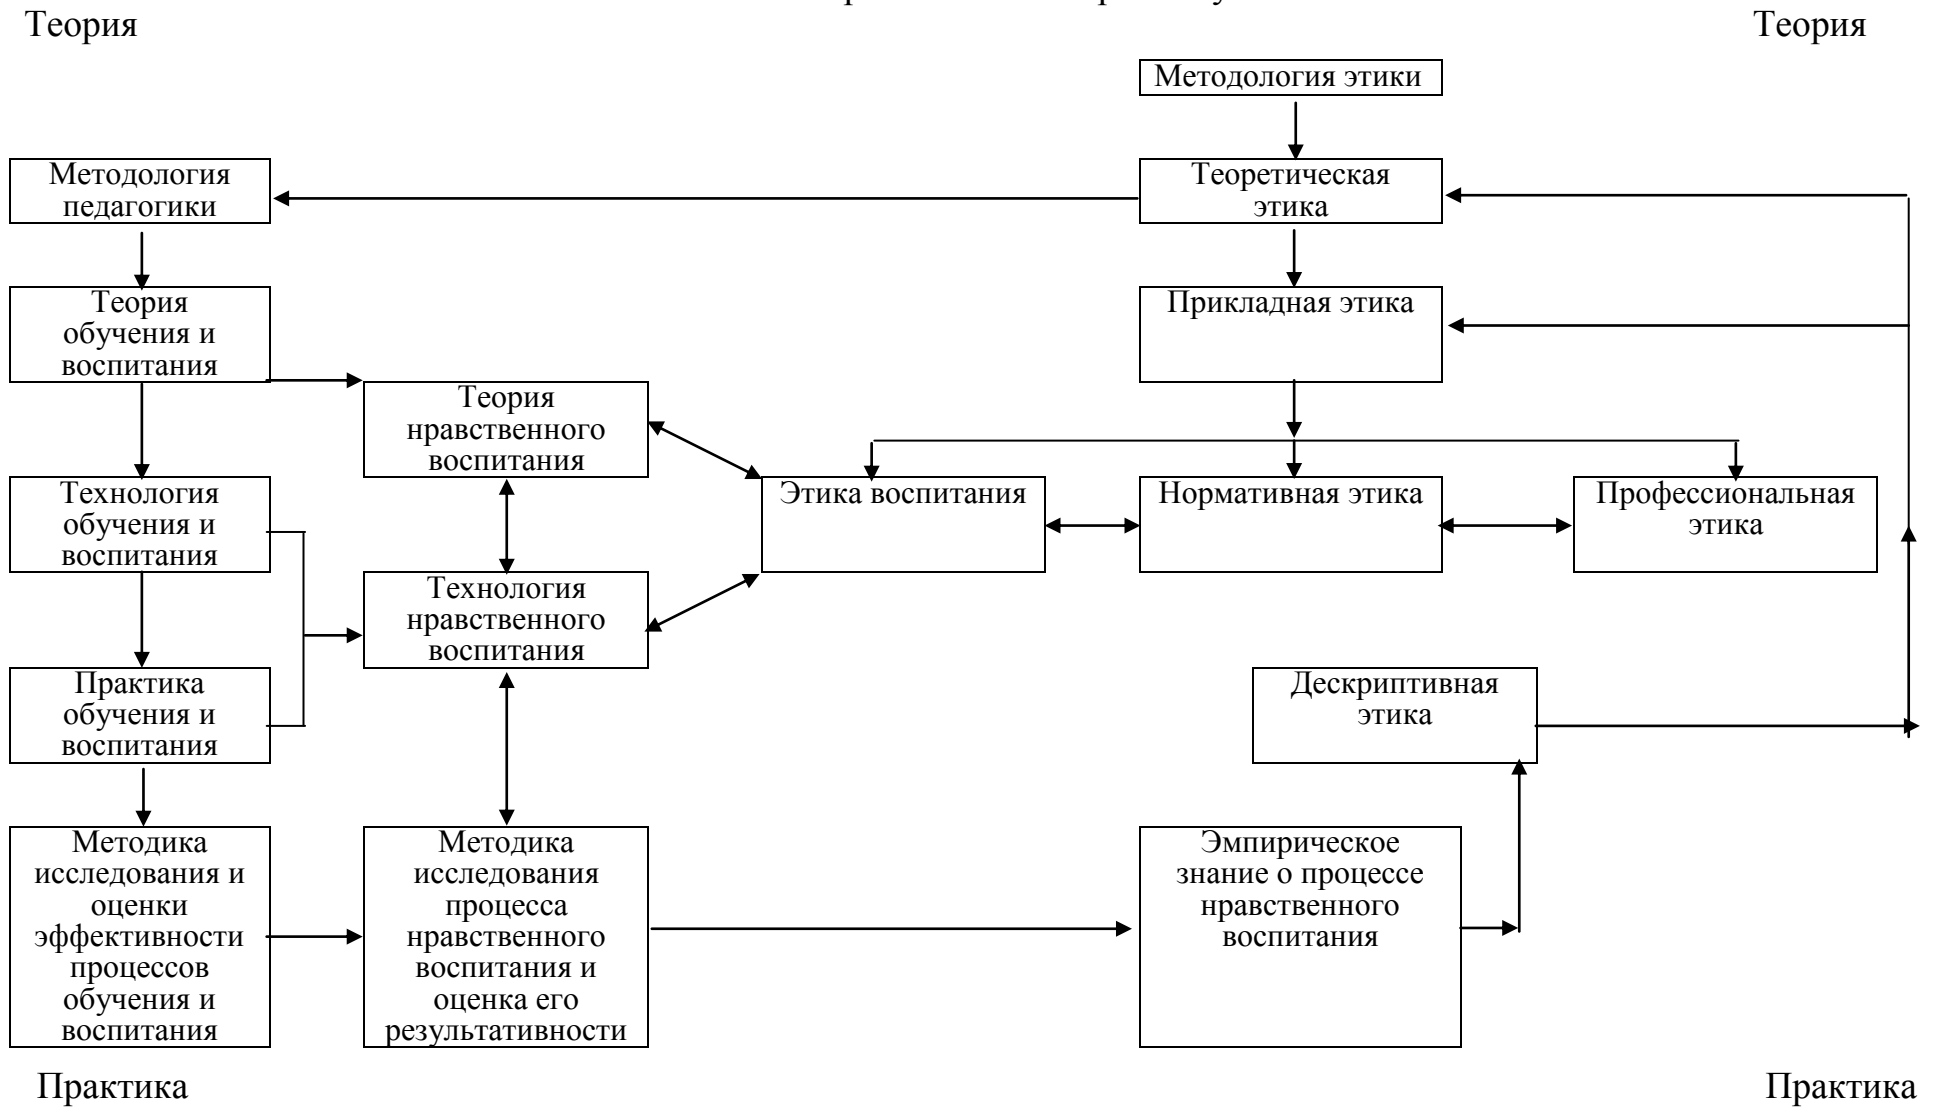 Теория
Теория
Методология этики
Методология
педагогики
Теоретическая
этика
Теория
обучения и
воспитания
Прикладная этика
Теория
нравственного
воспитания
Технология
обучения и
воспитания
Этика воспитания
Нормативная этика
Профессиональная
этика
Технология
нравственного
воспитания
Практика
обучения и
воспитания
Дескриптивная
этика
Методика
исследования и
оценки
эффективности
процессов
обучения и
воспитания
Методика
исследования
процесса
нравственного
воспитания и
оценка его
результативности
Эмпирическое
знание о процессе
нравственного
воспитания
Практика
Практика